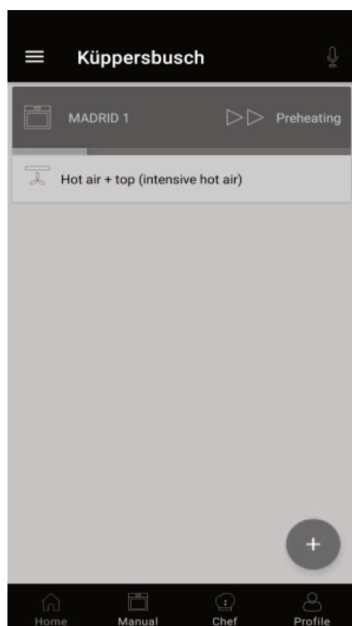 Küppersbusch
MADRID 1 Preheating
Hot air + top (intensive hot air)
+
Home Manual Chef Profile